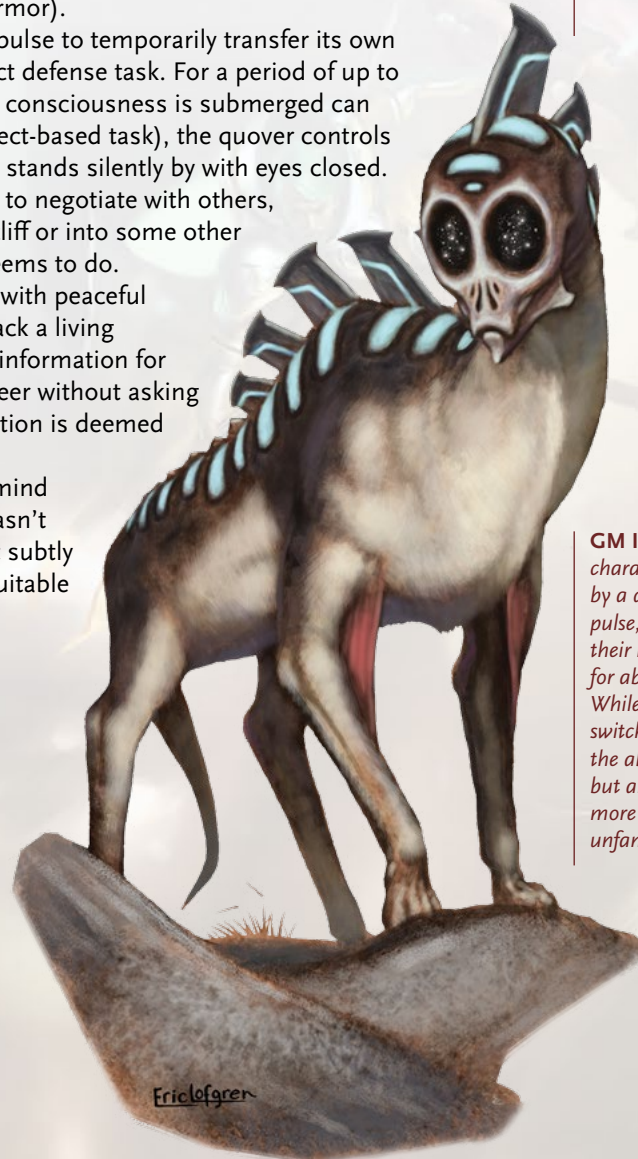 rmor).
pulse to temporarily transfer its own
ct defense task. For a period of up to
consciousness is submerged can
ect-based task), the quover controls
stands silently by with eyes closed.
to negotiate with others,
liff or into some other
eems to do.
with peaceful
ack a living
information for
eer without asking
tion is deemed
mind
asn't
subtly
uitable
GM I
chara
by a d
pulse,
their
for ab
While
switch
the a
but a
more
unfar
Ericlofgren